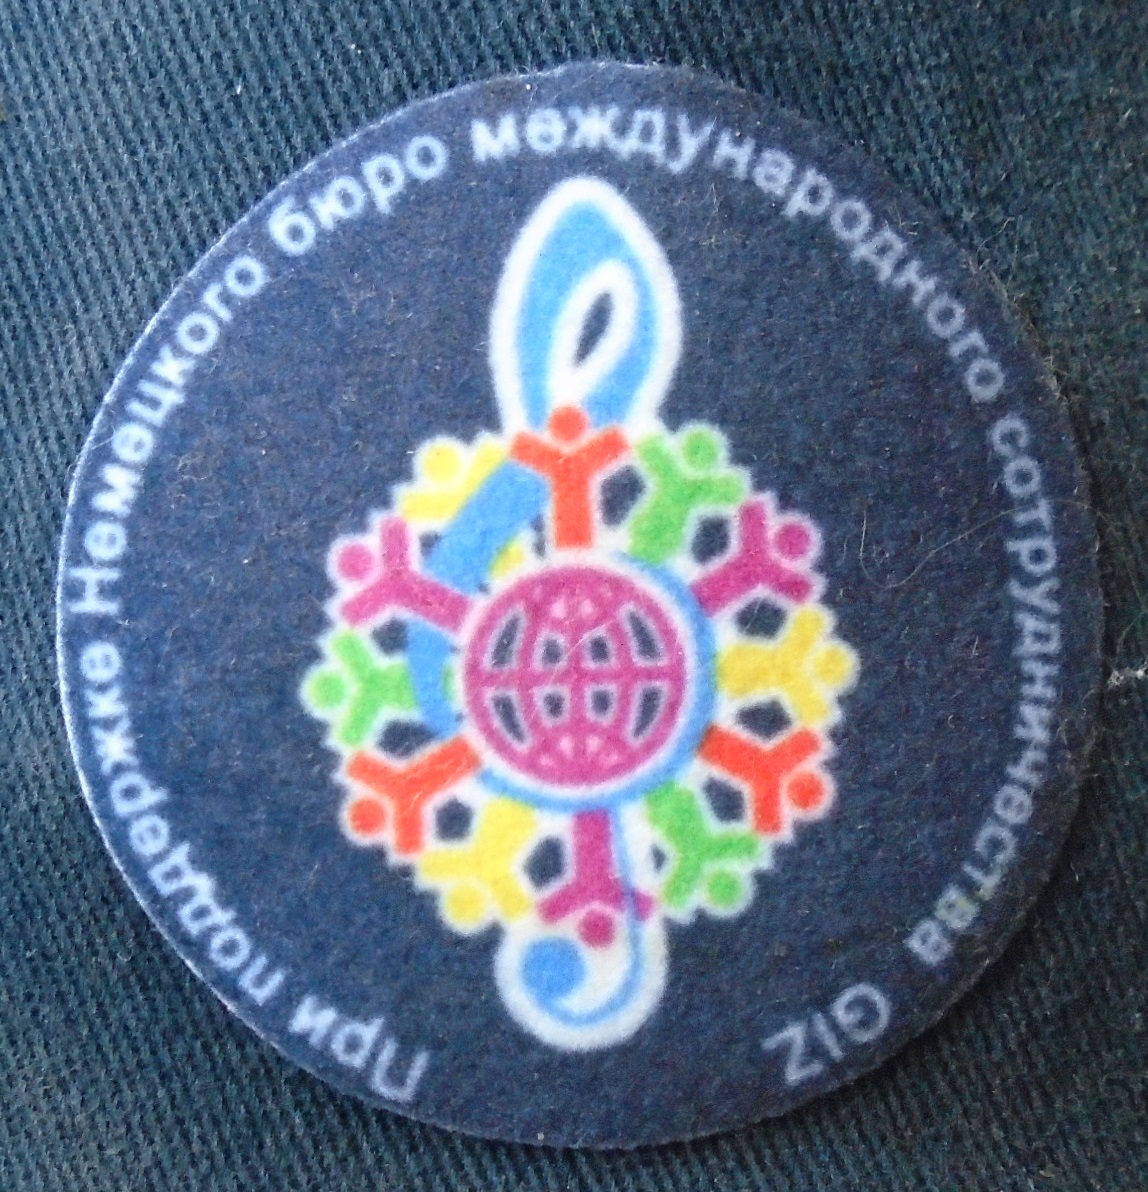 При поддержке Немецкого бюро международного сотрудничества GIZ